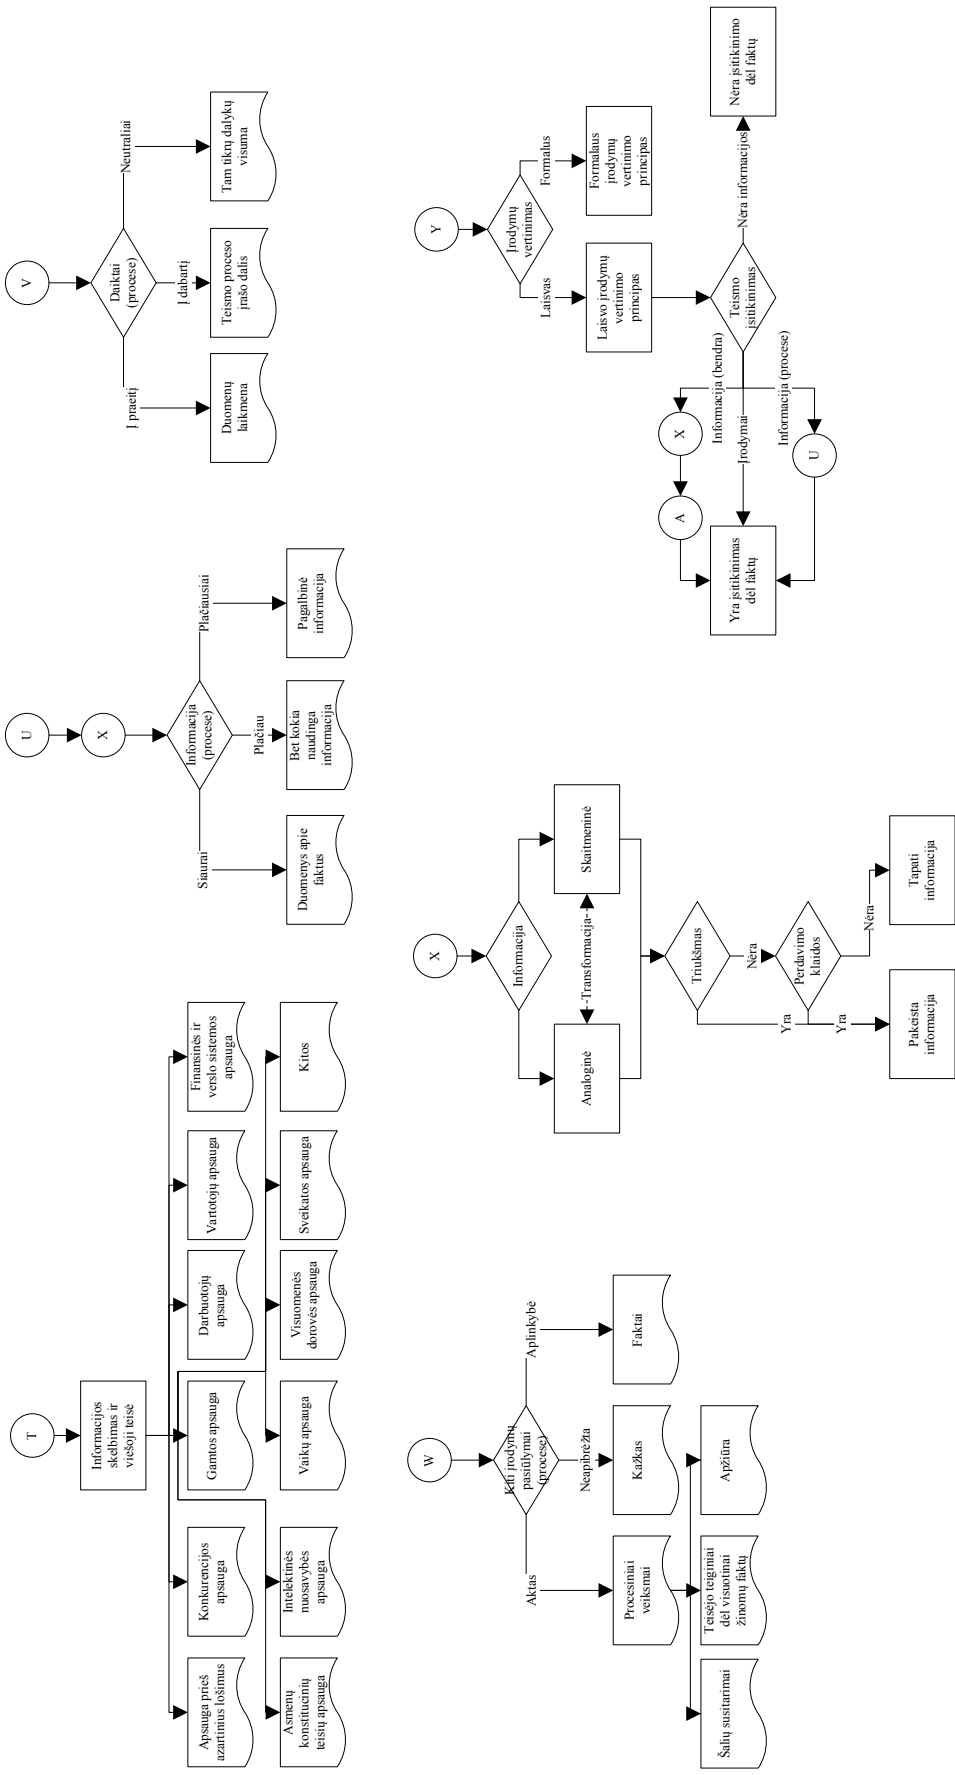 T
Informacijos
skelbimas ir
viešoji teisė
Apsauga prieš
azartinius lošimus
Konkurencijos
apsauga
Gamtos apsauga
Darbuotojų
apsauga
Vartotojų apsauga
Finansinės ir
verslo sistemos
apsauga
Asmenų
konstitucinių
teisių apsauga
Intelektinės
nuosavybės
apsauga
Vaikų apsauga
Visuomenės
dorovės apsauga
Sveikatos apsauga
Kitos
U
X
Informacija
(procese)
Siaurai
Plačiau
Plačiausiai
Duomenys apie
faktus
Bet kokia
naudinga
informacija
Pagalbinė
informacija
V
Daiktai
(procese)
Į praeitį
Į dabartį
Neutraliai
Duomenų
laikmena
Teismo proceso
įrašo dalis
Tam tikrų dalykų
visuma
W
Kiti įrodymų
pasiūlymai
(procese)
Aktas
Neapibrėžta
Aplinkybė
Procesiniai
veiksmai
Kažkas
Faktai
Šalių susitarimai
Teisėjo teiginiai
dėl visuotinai
žinomų faktų
Apžiūra
X
Informacija
Analoginė
Transformacija
Skaitmeninė
Triukšmas
Nėra
Perdavimo
klaidos
Yra
Yra
Nėra
Pakeista
informacija
Tapati
informacija
Y
Įrodymų
vertinimas
Laisvas
Formalus
Laisvo įrodymų
vertinimo
principas
Formalaus
įrodymų
vertinimo
principas
Teismo
įsitikinimas
Informacija (bendra)
Įrodymai
Informacija (procese)
Nėra informacijos
X
A
U
Yra įsitikinimas
dėl faktų
Nėra įsitikinimo
dėl faktų